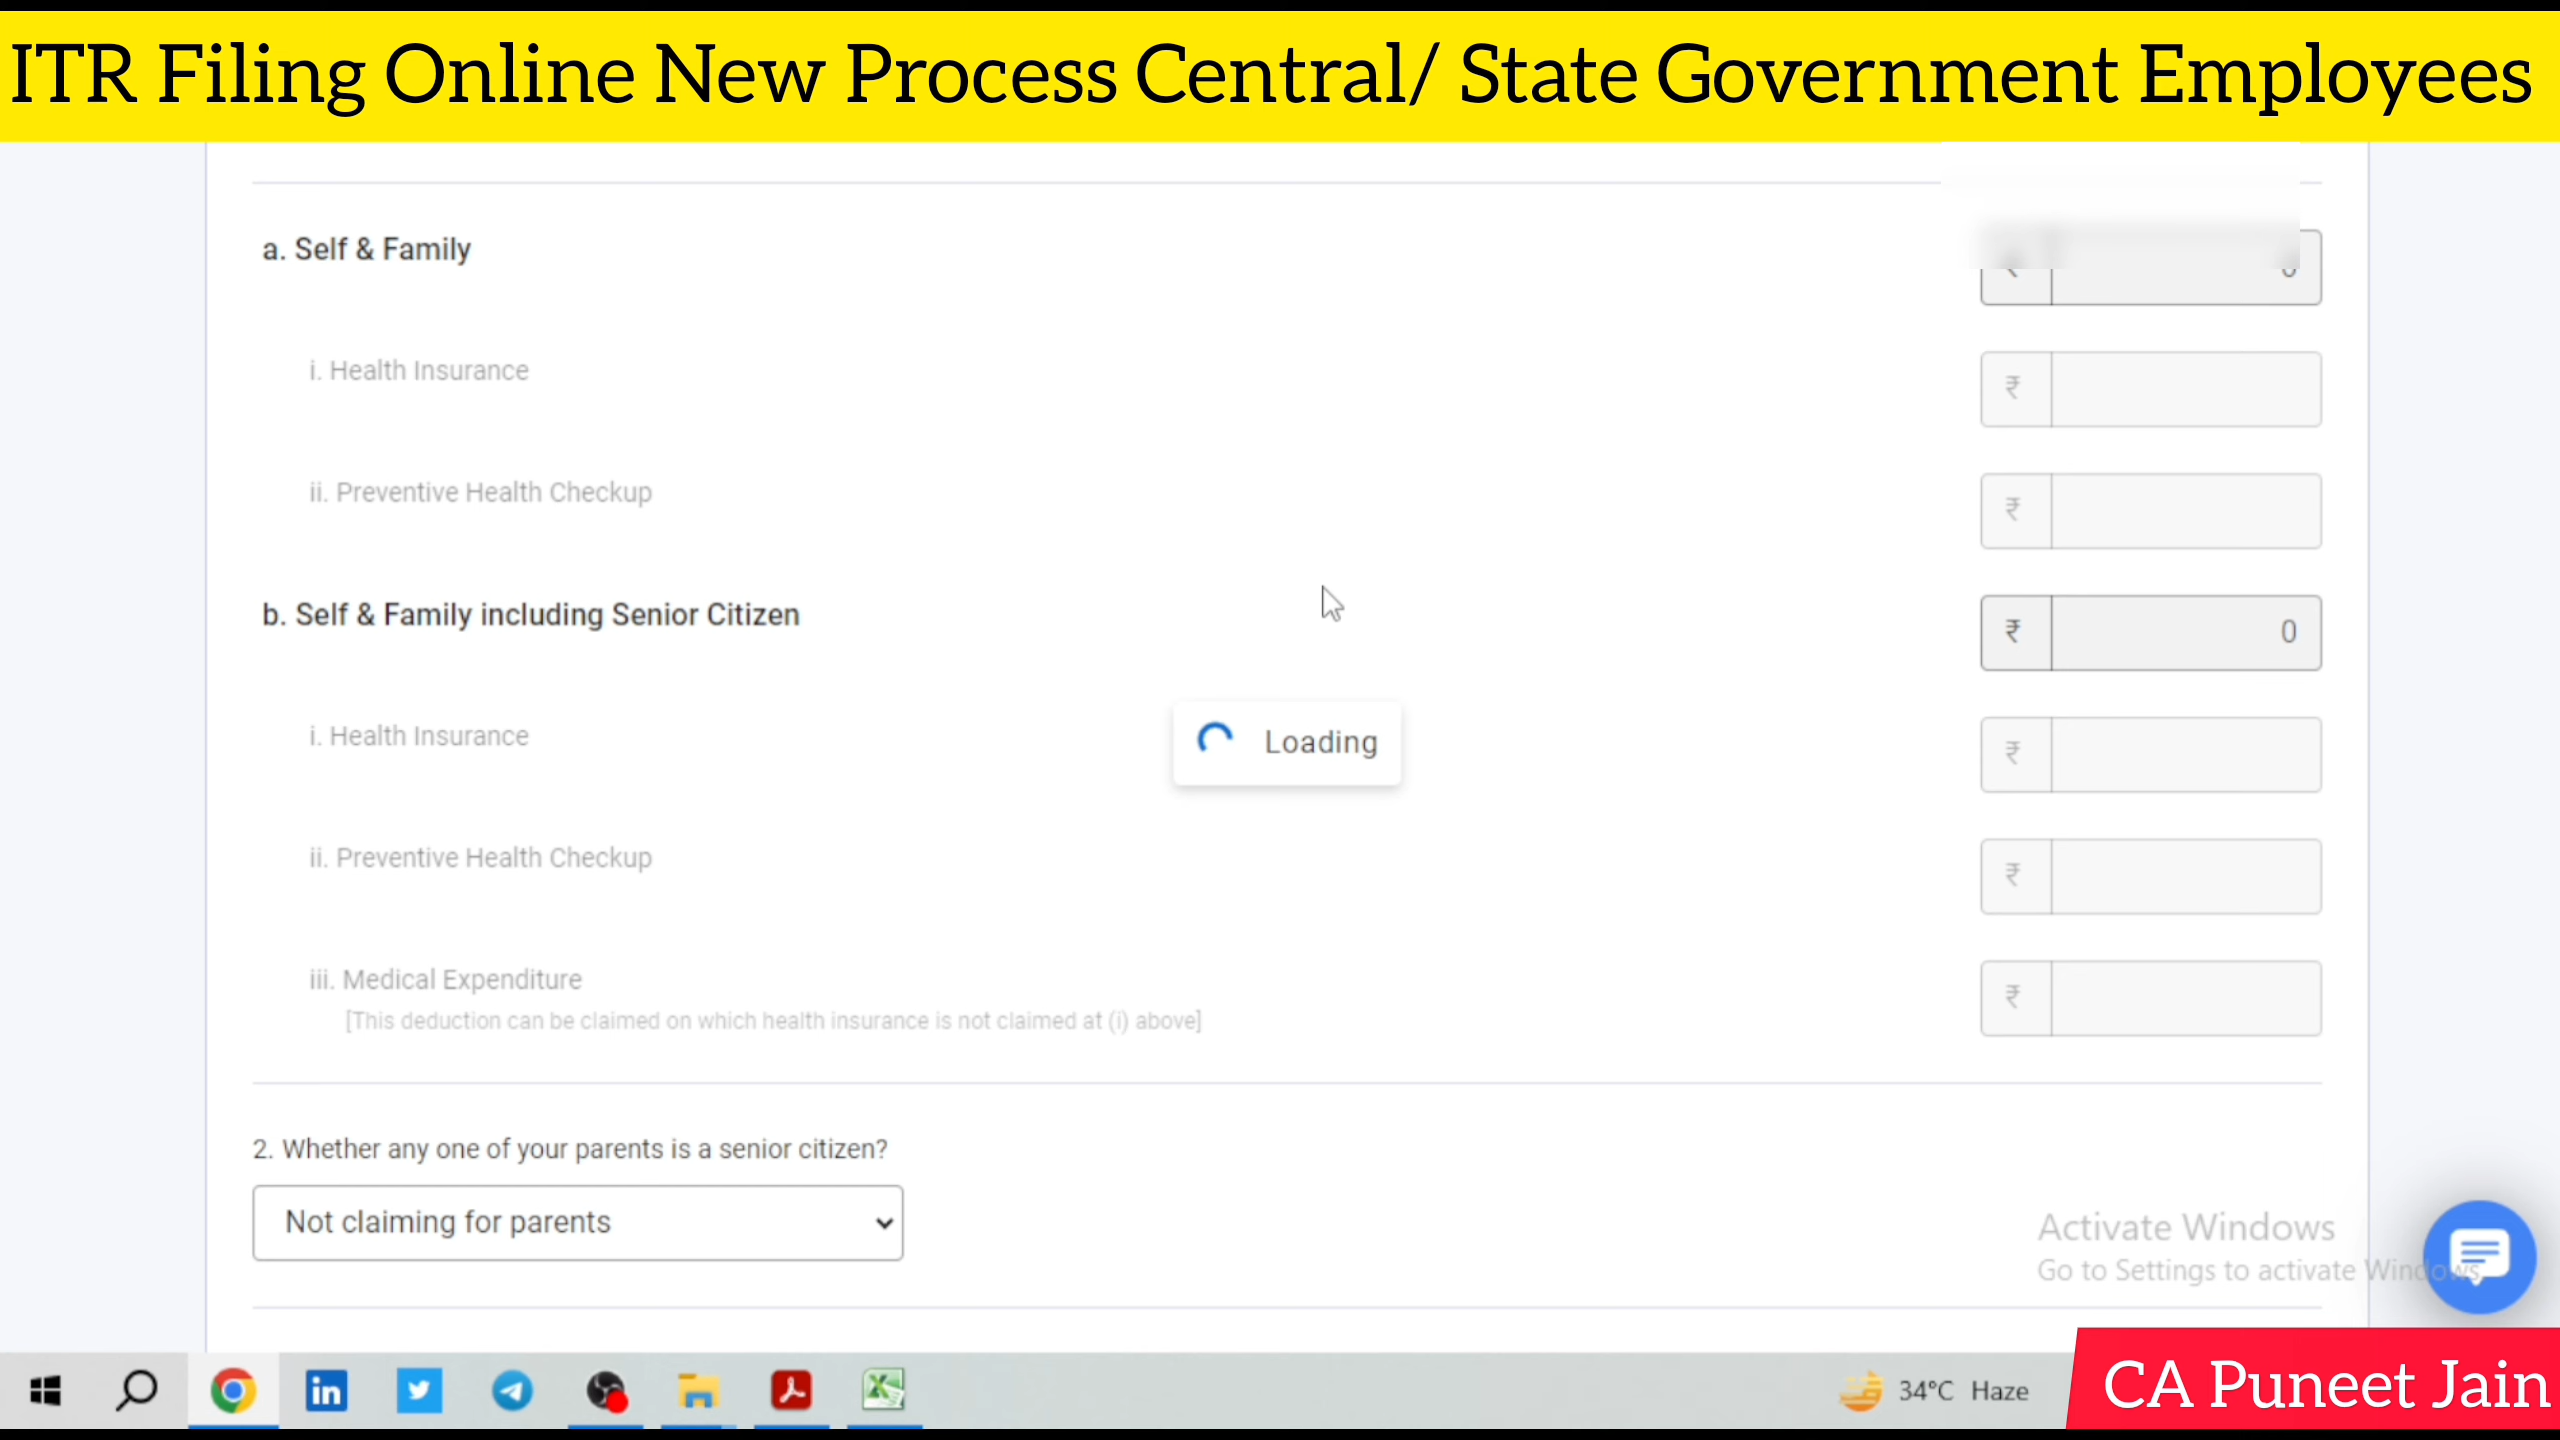 ITR Filing Online New Process Central/ State Government Employees
a. Self & Family
i. Health Insurance
₹
ii. Preventive Health Checkup
₹
b. Self & Family including Senior Citizen
₹ 0
i. Health Insurance
₹
Loading
ii. Preventive Health Checkup
₹
iii. Medical Expenditure
₹
[This deduction can be claimed on which health insurance is not claimed at (i) above]
2. Whether any one of your parents is a senior citizen?
Not claiming for parents
Activate Windows
Go to Settings to activate Windows.
in
34°C Haze
CA Puneet Jain